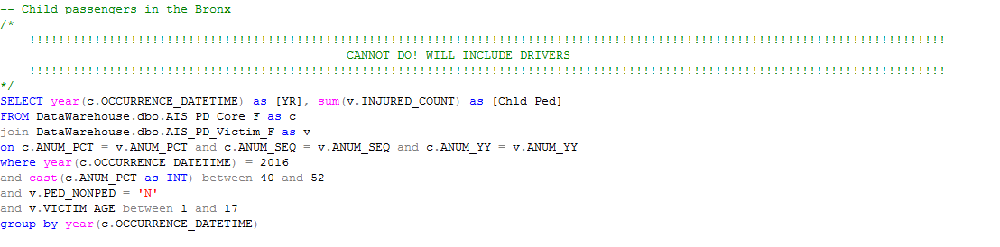 -- Child passengers in the Bronx
/*
!!!!!!!!!!!!!!!!!!!!!!!!!!!!!!!!!!!!!!!!!!!!!!!!!!!!!!!!!!!!!!!!!!!!!!!!!!!!!!!!!!!!!!!!!!!!!!!!!!!!!!!!!!!!!!!!!!!!!!!!!!!!!!!
CANNOT DO! WILL INCLUDE DRIVERS
!!!!!!!!!!!!!!!!!!!!!!!!!!!!!!!!!!!!!!!!!!!!!!!!!!!!!!!!!!!!!!!!!!!!!!!!!!!!!!!!!!!!!!!!!!!!!!!!!!!!!!!!!!!!!!!!!!!!!!!!!!!!!!!
*/
SELECT year(c.OCCURRENCE_DATETIME) as [YR], sum(v.INJURED_COUNT) as [Chld Ped]
FROM DataWarehouse.dbo.AIS_PD_Core_F as c
join DataWarehouse.dbo.AIS_PD_Victim_F as v
on c.ANUM_PCT = v.ANUM_PCT and c.ANUM_SEQ = v.ANUM_SEQ and c.ANUM_YY = v.ANUM_YY
where year(c.OCCURRENCE_DATETIME) = 2016
and cast(c.ANUM_PCT as INT) between 40 and 52
and v.PED_NONPED = 'N'
and v.VICTIM_AGE between 1 and 17
group by year(c.OCCURRENCE_DATETIME)